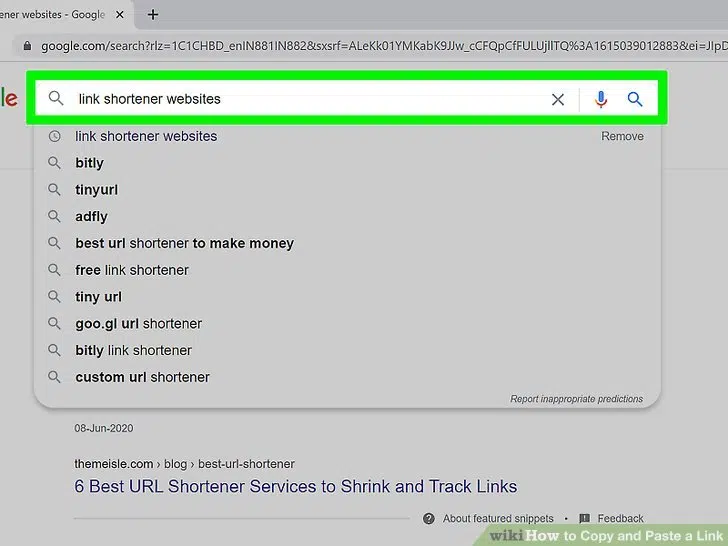 ener websites - Google
google.com/search?rlz=1C1CHBD_enIN881IN882&sxsrf=ALeKk01YMKabK9JJw_cCFQpCfFULUjllTQ%3A1615039012883&ei=JIpD
le
link shortener websites
link shortener websites Remove
bitly
tinyurl
adfly
best url shortener to make money
free link shortener
tiny url
goo.gl url shortener
bitly link shortener
custom url shortener
Report inappropriate predictions
08-Jun-2020
themeisle.com › blog › best-url-shortener
6 Best URL Shortener Services to Shrink and Track Links
About featured snippets • Feedback
wikiHow to Copy and Paste a Link